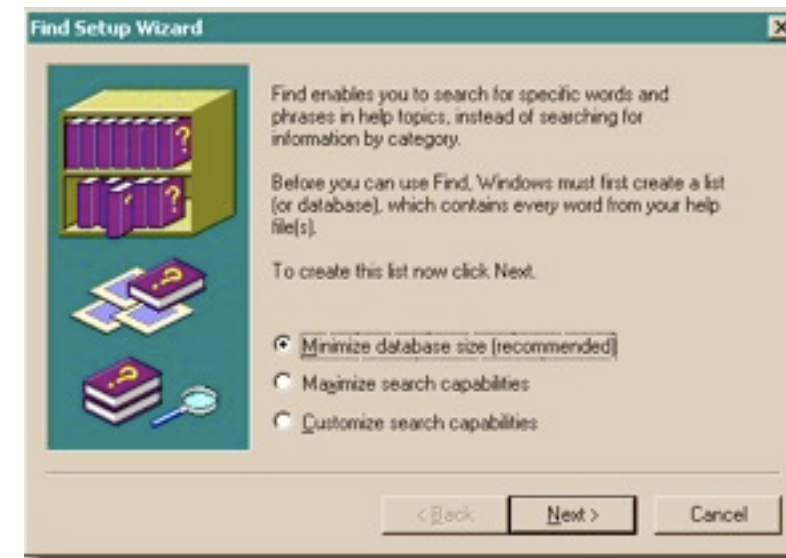 Find Setup Wizard
Find enables you to search for specific words and
phrases in help topics, instead of searching for
information by category.
Before you can use Find, Windows must first create a list
(or database), which contains every word from your help
file(s).
To create this list now click Next.
Minimize database size (recommended)
Maximize search capabilities
Customize search capabilities
< Back
Next >
Cancel